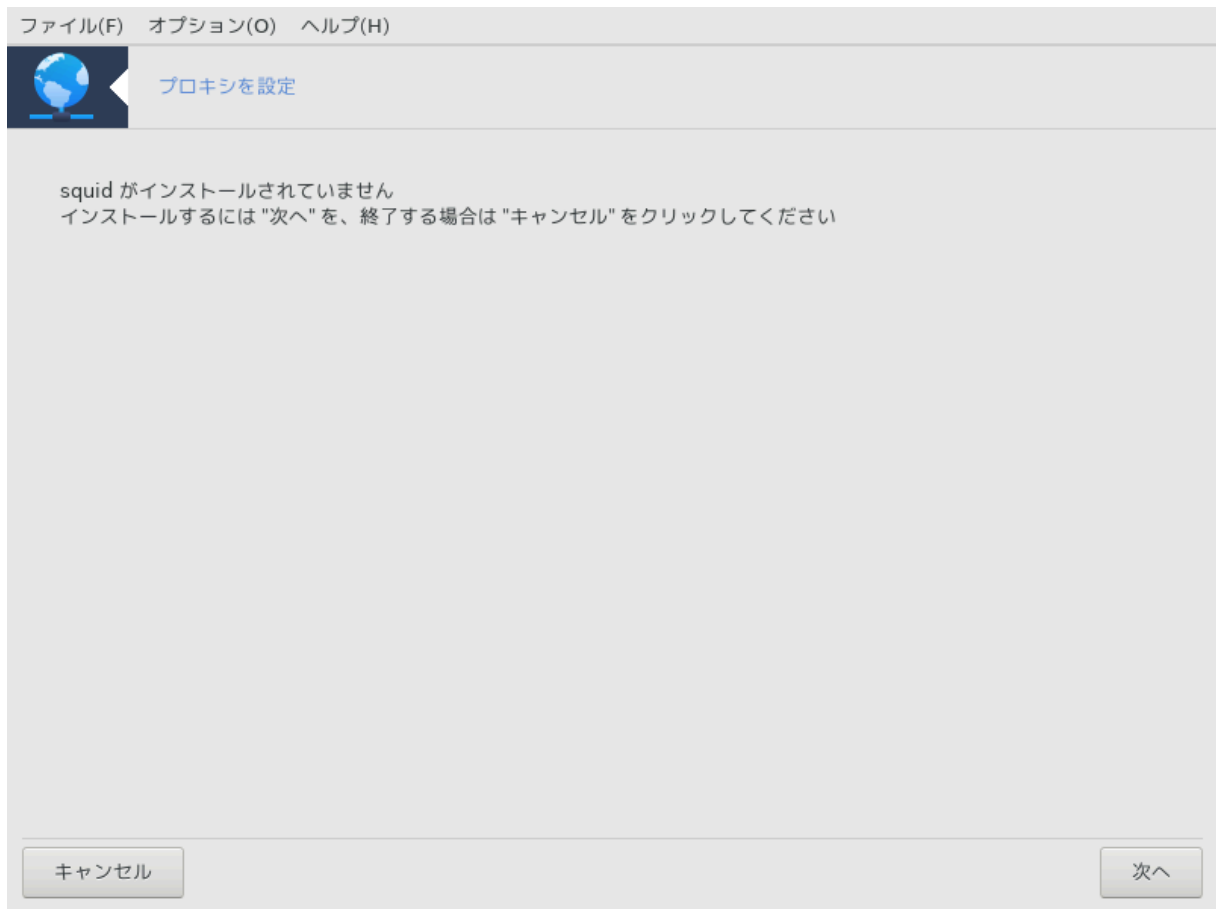 ファイル(F) オプション(O) ヘルプ(H)
プロキシを設定
squid がインストールされていません
インストールするには "次へ" を、終了する場合は "キャンセル" をクリックしてください
キャンセル 次へ